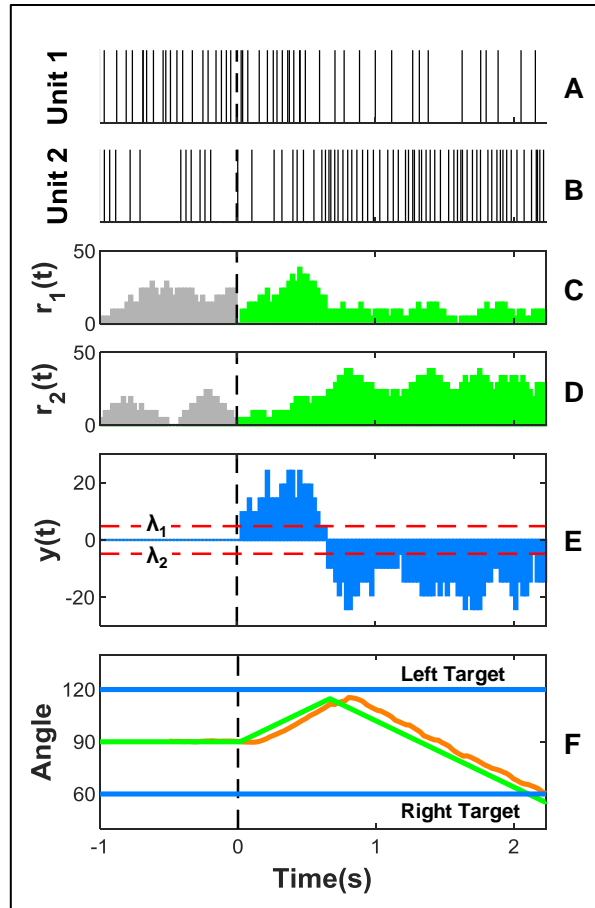 Unit 1
A
Unit 2
B
50
r₁(t)
0
C
50
r₂(t)
0
D
20
λ₁
y(t)
0
E
λ₂
-20
Left Target
120
Angle
90
F
60
Right Target
-1 0 1 2
Time(s)